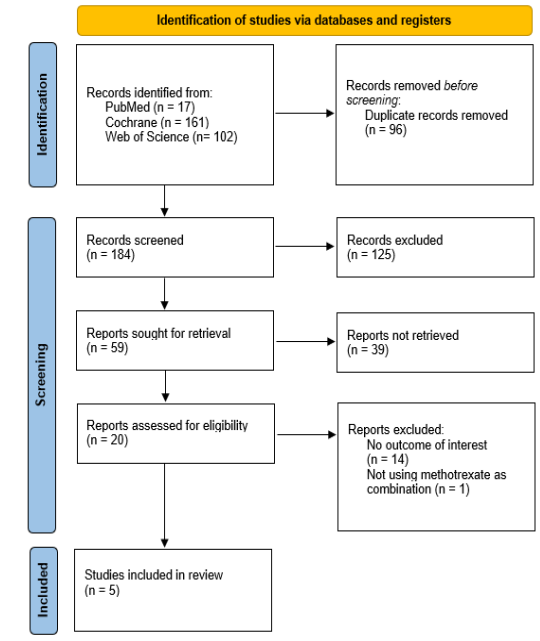 Identification of studies via databases and registers
Identification
Records identified from:
PubMed (n = 17)
Cochrane (n = 161)
Web of Science (n= 102)
Records removed before
screening:
Duplicate records removed
(n = 96)
Screening
Records screened
(n = 184)
Records excluded
(n = 125)
Reports sought for retrieval
(n = 59)
Reports not retrieved
(n = 39)
Reports assessed for eligibility
(n = 20)
Reports excluded:
No outcome of interest
(n = 14)
Not using methotrexate as
combination (n = 1)
Included
Studies included in review
(n = 5)